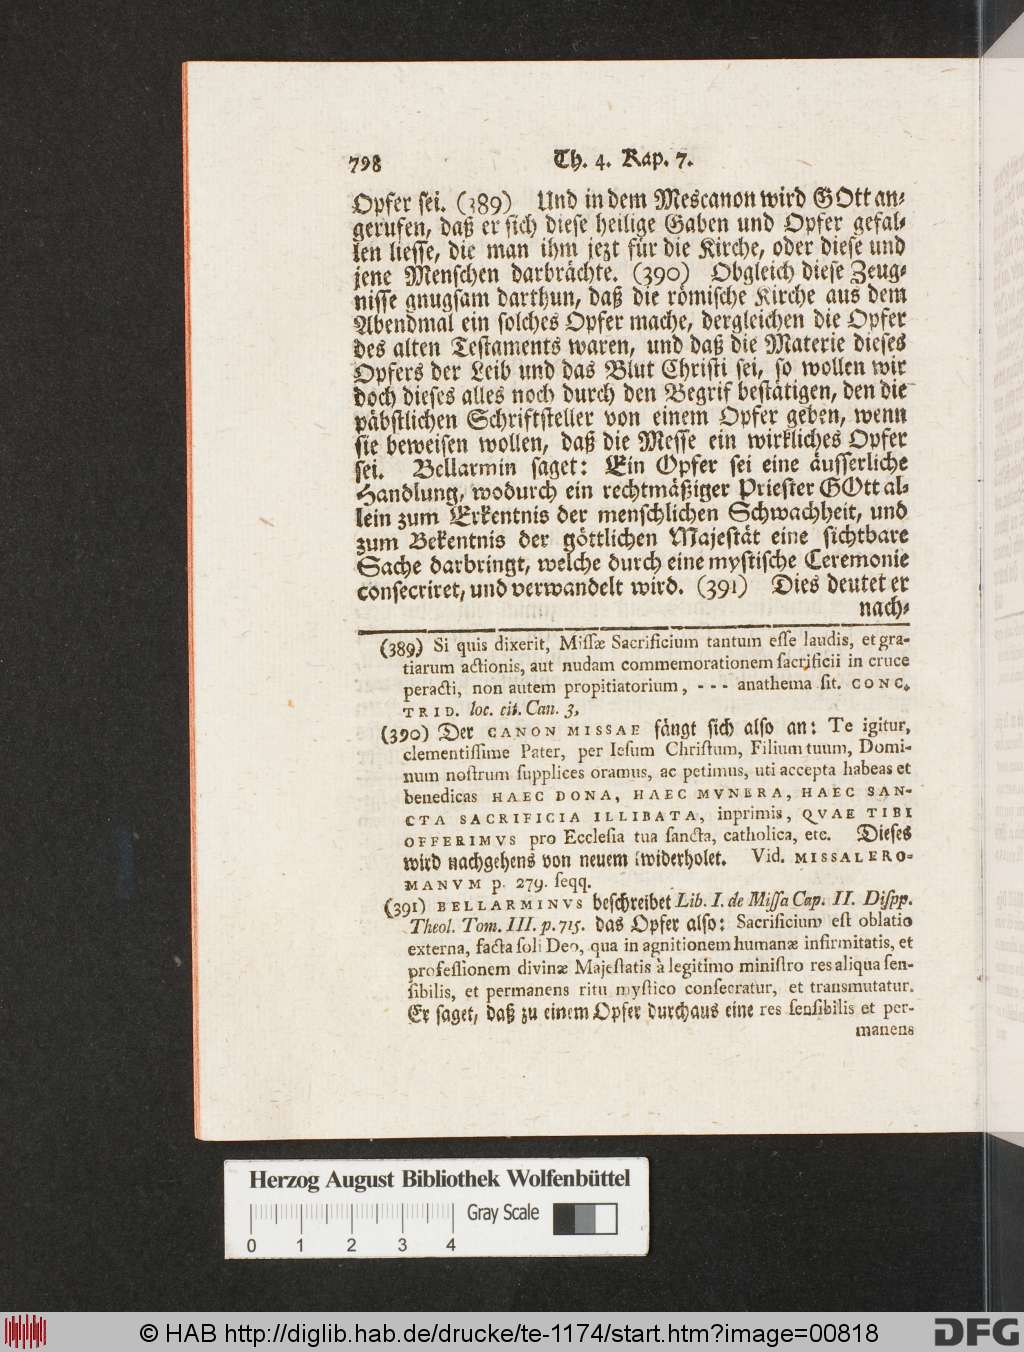 798 Th. 4. Kap. 7.
Opfer sei. (389) Und in dem Mescanon wird GOtt an-
gerufen, daß er sich diese heilige Gaben und Opfer gefal-
len liesse, die man ihm jezt für die Kirche, oder diese und
jene Menschen darbrächte. (390) Obgleich diese Zeug-
nisse gnugsam darthun, daß die römische Kirche aus dem
Abendmal ein solches Opfer mache, dergleichen die Opfer
des alten Testaments waren, und daß die Materie dieses
Opfers der Leib und das Blut Christi sei, so wollen wir
doch dieses alles noch durch den Begrif bestätigen, den die
päbstlichen Schriftsteller von einem Opfer geben, wenn
sie beweisen wollen, daß die Messe ein wirkliches Opfer
sei. Bellarmin saget: Ein Opfer sei eine äusserliche
Handlung, wodurch ein rechtmäßiger Priester GOtt al-
lein zum Erkentnis der menschlichen Schwachheit, und
zum Bekentnis der göttlichen Majestät eine sichtbare
Sache darbringt, welche durch eine mystische Ceremonie
consecriret, und verwandelt wird. (391) Dies deutet er
nach-
(389) Si quis dixerit, Missæ Sacrificium tantum esse laudis, et gra-
tiarum actionis, aut nudam commemorationem sacrificii in cruce
peracti, non autem propitiatorium, - - - anathema sit. CONC.
TRID. loc. cit. Can. 3.
(390) Der CANON MISSAE fängt sich also an: Te igitur,
clementissime Pater, per Iesum Christum, Filium tuum, Domi-
num nostrum supplices oramus, ac petimus, uti accepta habeas et
benedicas HAEC DONA, HAEC MVNERA, HAEC SAN-
CTA SACRIFICIA ILLIBATA, inprimis, QVAE TIBI
OFFERIMVS pro Ecclesia tua sancta, catholica, etc. Dieses
wird nachgehens von neuem widerholet. Vid. MISSALE RO-
MANVM p. 279. seqq.
(391) BELLARMINVS beschreibet Lib. I. de Missa Cap. II. Dispp.
Theol. Tom. III. p. 715. das Opfer also: Sacrificium est oblatio
externa, facta soli Deo, qua in agnitionem humanæ infirmitatis, et
professionem divinæ Majestatis à legitimo ministro res aliqua sen-
sibilis, et permanens ritu mystico consecratur, et transmutatur.
Er saget, daß zu einem Opfer durchaus eine res sensibilis et per-
manens
Herzog August Bibliothek Wolfenbüttel
Gray Scale
0 1 2 3 4
© HAB http://diglib.hab.de/drucke/te-1174/start.htm?image=00818
DFG